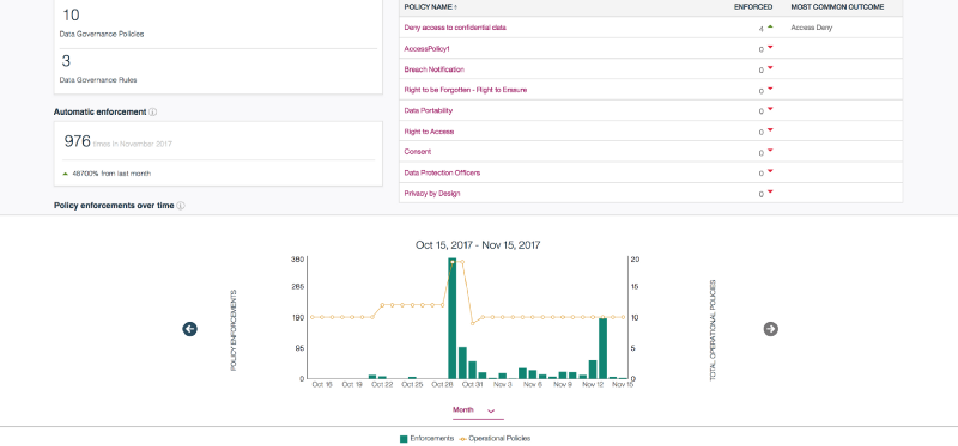 10
Data Governance Policies
3
Data Governance Rules
Automatic enforcement
976 times in November 2017
48700% from last month
Policy enforcements over time
POLICY NAME ↑ ENFORCED MOST COMMON OUTCOME
Deny access to confidential data 4 Access Deny
AccessPolicy1 0
Breach Notification 0
Right to be Forgotten - Right to Erasure 0
Data Portability 0
Right to Access 0
Consent 0
Data Protection Officers 0
Privacy by Design 0
Oct 15, 2017 - Nov 15, 2017
POLICY ENFORCEMENTS
380
285
190
95
0
20
15
10
5
0
TOTAL OPERATIONAL POLICIES
Oct 16 Oct 19 Oct 22 Oct 25 Oct 28 Oct 31 Nov 3 Nov 6 Nov 9 Nov 12 Nov 15
Month
Enforcements Operational Policies